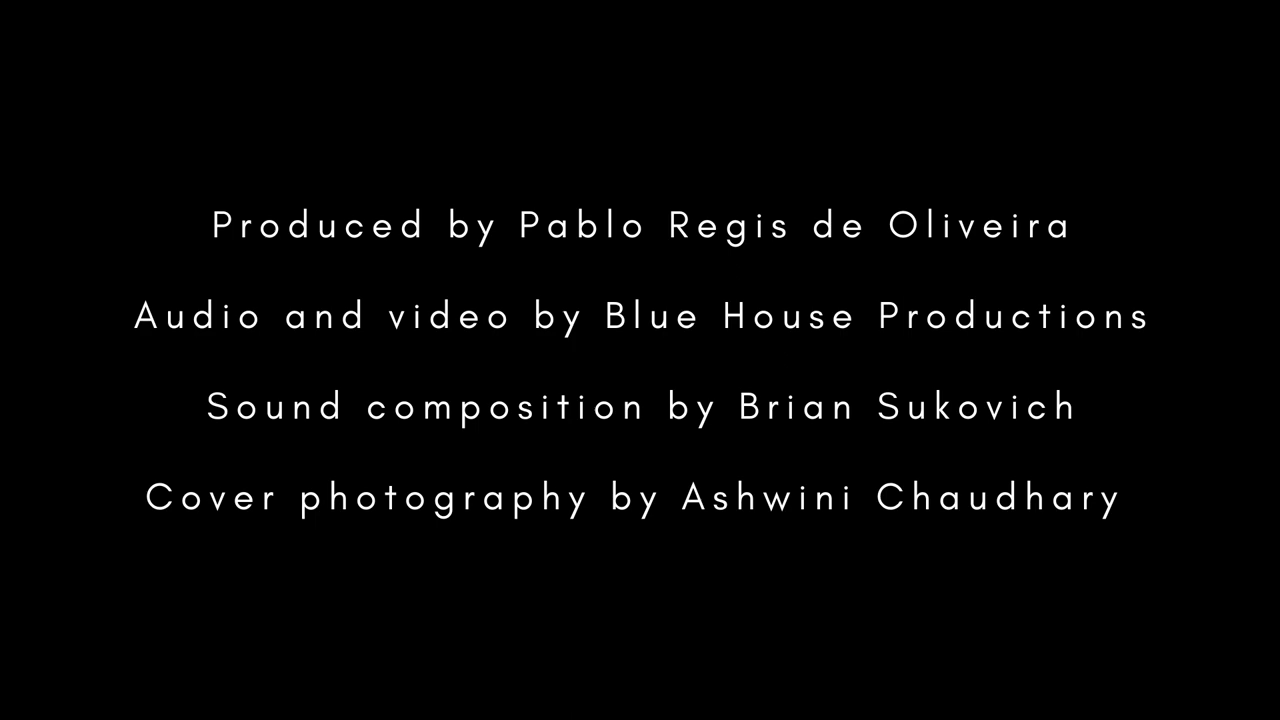 Produced by Pablo Regis de Oliveira
Audio and video by Blue House Productions
Sound composition by Brian Sukovich
Cover photography by Ashwini Chaudhary